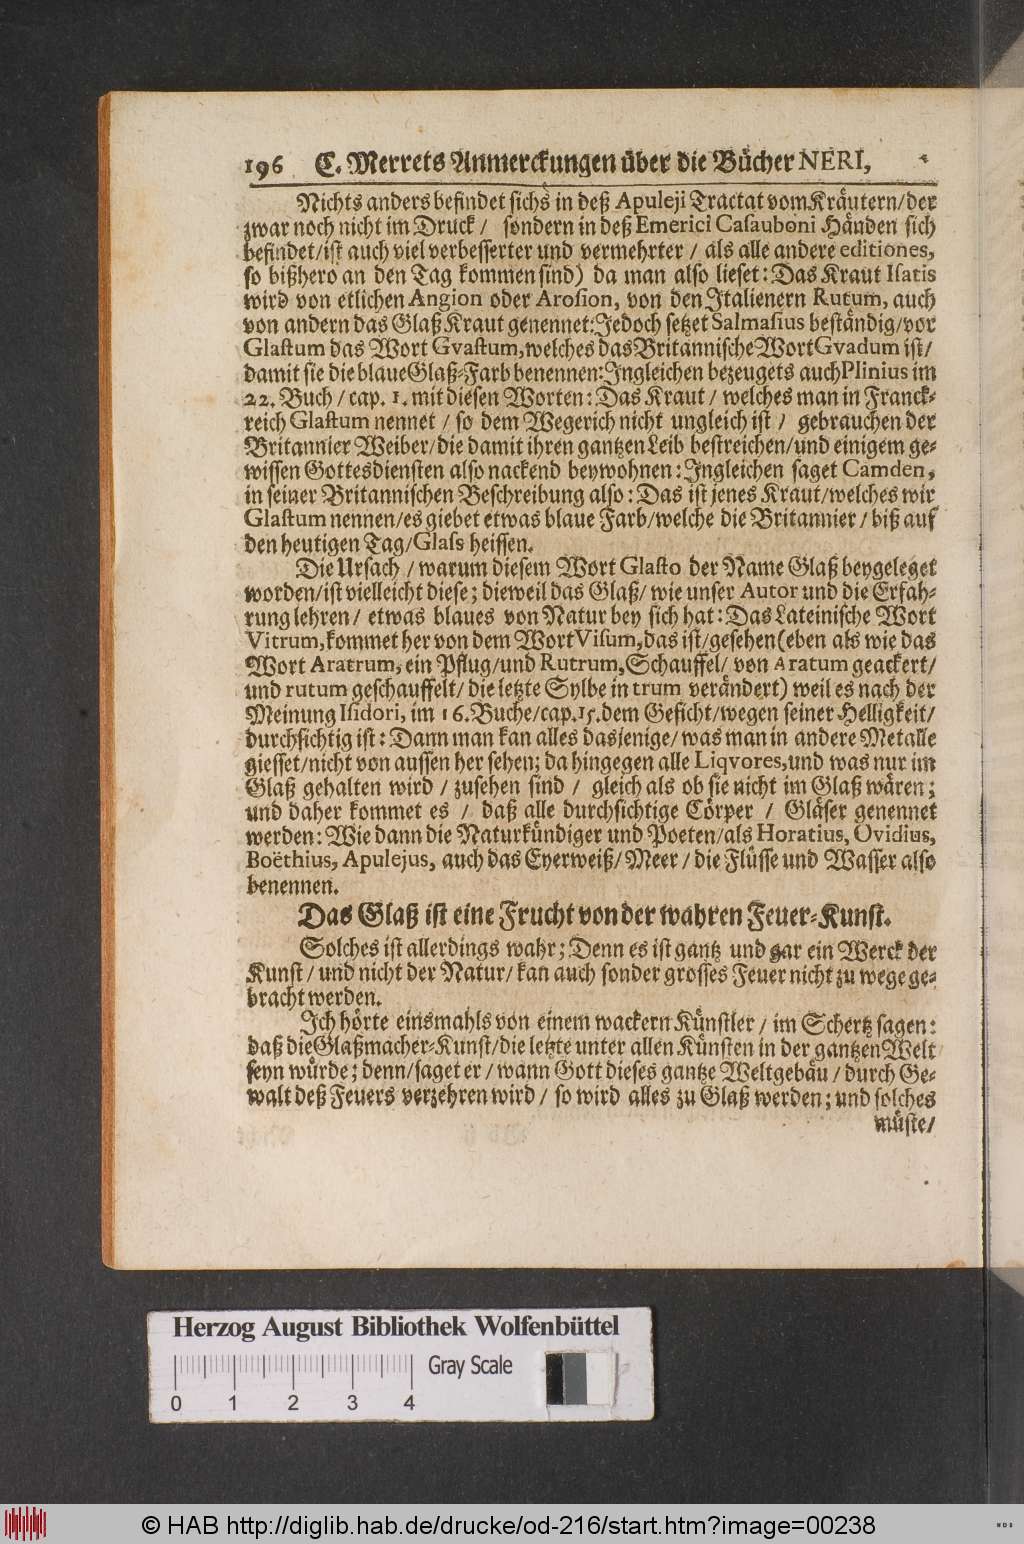 196 C. Merrets Anmerckungen über die Bücher NERI,
Nichts anders befindet sichs in deß Apuleji Tractat vom Kräutern/ der
zwar noch nicht im Druck / sondern in deß Emerici Casauboni Händen sich
befindet/ ist auch viel verbesserter und vermehrter / als alle andere editiones,
so bißhero an den Tag kommen sind) da man also lieset: Das Kraut Isatis
wird von etlichen Angion oder Arosion, von den Italienern Rutum, auch
von andern das Glaß Kraut genennet: Jedoch setzet Salmasius beständig/ vor
Glastum das Wort Gvastum, welches das Britannische Wort Gvadum ist/
damit sie die blaue Glaß-Farb benennen: Ingleichen bezeugets auch Plinius im
22. Buch / cap. 1. mit diesen Worten: Das Kraut / welches man in Franck-
reich Glastum nennet / so dem Wegerich nicht ungleich ist / gebrauchen der
Britannier Weiber/ die damit ihren gantzen Leib bestreichen/ und einigem ge-
wissen Gottesdiensten also nackend beywohnen: Ingleichen saget Camden,
in seiner Britannischen Beschreibung also: Das ist jenes Kraut/ welches wir
Glastum nennen/ es giebet etwas blaue Farb/ welche die Britannier / biß auf
den heutigen Tag/ Glass heissen.
Die Ursach / warum diesem Wort Glasto der Name Glaß beygeleget
worden/ ist vielleicht diese; dieweil das Glaß/ wie unser Autor und die Erfah-
rung lehren / etwas blaues von Natur bey sich hat: Das Lateinische Wort
Vitrum, kommet her von dem Wort Visum, das ist/ gesehen (eben als wie das
Wort Aratrum, ein Pflug/ und Rutrum, Schauffel/ von Aratum geackert/
und rutum geschauffelt/ die letzte Sylbe in trum verändert) weil es nach der
Meinung Isidori, im 16. Buche/ cap. 15. dem Gesicht/ wegen seiner Helligkeit/
durchsichtig ist: Dann man kan alles dasjenige/ was man in andere Metalle
giesset/ nicht von aussen her sehen; da hingegen alle Liqvores, und was nur im
Glaß gehalten wird / zusehen sind / gleich als ob sie nicht im Glaß wären;
und daher kommet es / daß alle durchsichtige Cörper / Gläser genennet
werden: Wie dann die Naturkündiger und Poeten/ als Horatius, Ovidius,
Boëthius, Apulejus, auch das Eyerweiß/ Meer / die Flüsse und Wasser also
benennen.
Das Glaß ist eine Frucht von der wahren Feuer-Kunst.
Solches ist allerdings wahr; Denn es ist gantz und gar ein Werck der
Kunst / und nicht der Natur/ kan auch sonder grosses Feuer nicht zu wege ge-
bracht werden.
Ich hörte einsmahls von einem wackern Künstler / im Schertz sagen:
daß die Glaßmacher-Kunst/ die letzte unter allen Künsten in der gantzen Welt
seyn würde; denn/ saget er / wann Gott dieses gantze Weltgebäu / durch Ge-
walt deß Feuers verzehren wird / so wird alles zu Glaß werden; und solches
müste/
Herzog August Bibliothek Wolfenbüttel
Gray Scale
0 1 2 3 4
© HAB http://diglib.hab.de/drucke/od-216/start.htm?image=00238